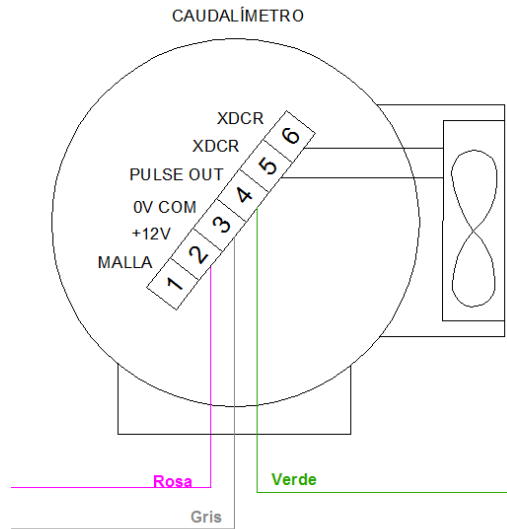 CAUDALÍMETRO
XDCR
XDCR
PULSE OUT
0V COM
+12V
MALLA
6
5
4
3
2
1
Rosa
Verde
Gris